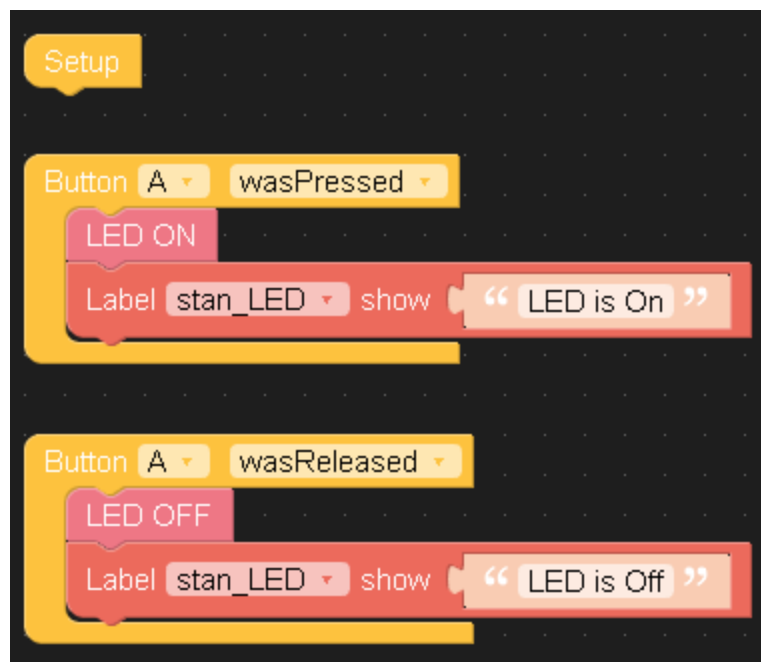 Setup
Button A wasPressed
LED ON
Label stan_LED show “ LED is On ”
Button A wasReleased
LED OFF
Label stan_LED show “ LED is Off ”